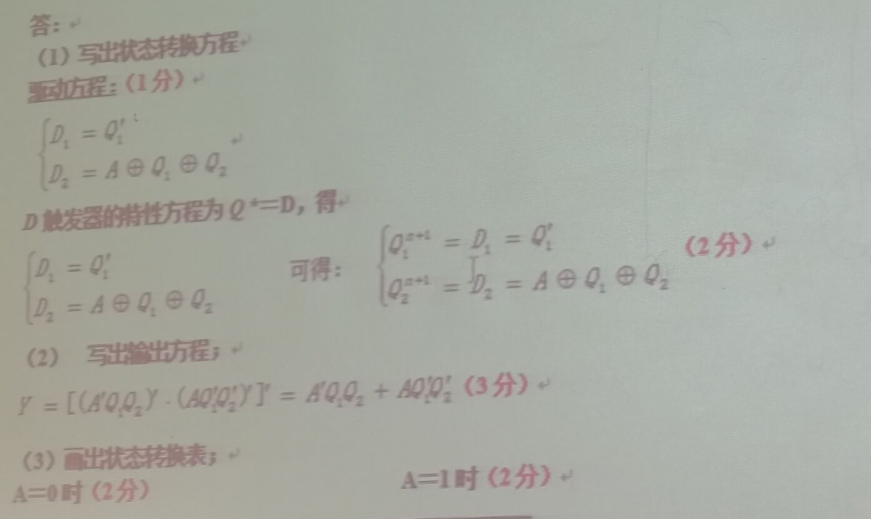 答：
（1）写出状态转换方程
驱动方程：（1分）
D₁ = Q₁′
D₂ = A ⊕ Q₁ ⊕ Q₂
D 触发器的特性方程为 Q⁺=D，得
D₁ = Q₁′
D₂ = A ⊕ Q₁ ⊕ Q₂
可得：
Q₁ⁿ⁺¹ = D₁ = Q₁′
Q₂ⁿ⁺¹ = D₂ = A ⊕ Q₁ ⊕ Q₂
（2分）
（2） 写出输出方程；
Y = [(A′Q₁Q₂)′ · (AQ₁′Q₂′)′]′ = A′Q₁Q₂ + AQ₁′Q₂′（3分）
（3）画出状态转换表；
A=0 时（2分） A=1 时（2分）